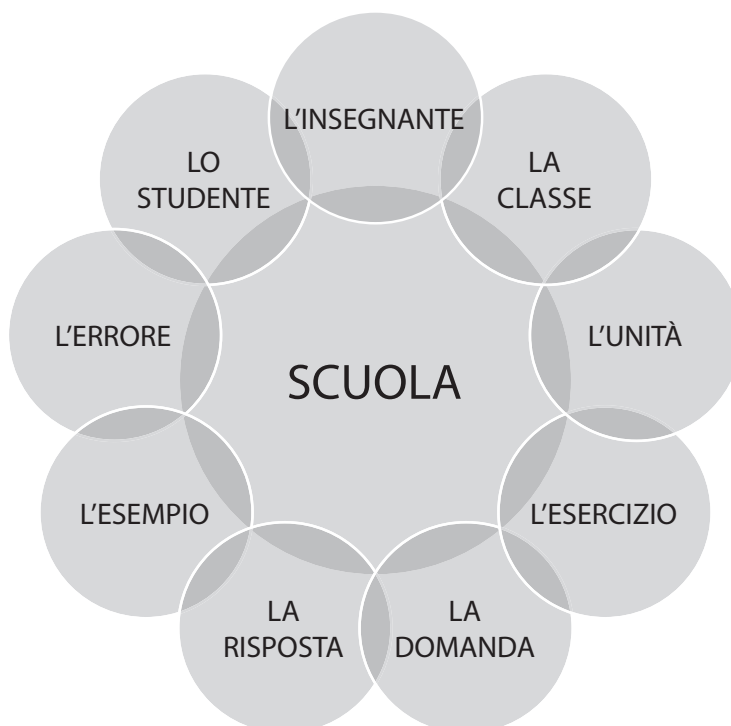 L’INSEGNANTE
LO
STUDENTE
LA
CLASSE
L’ERRORE
L’UNITÀ
SCUOLA
L’ESEMPIO
L’ESERCIZIO
LA
RISPOSTA
LA
DOMANDA